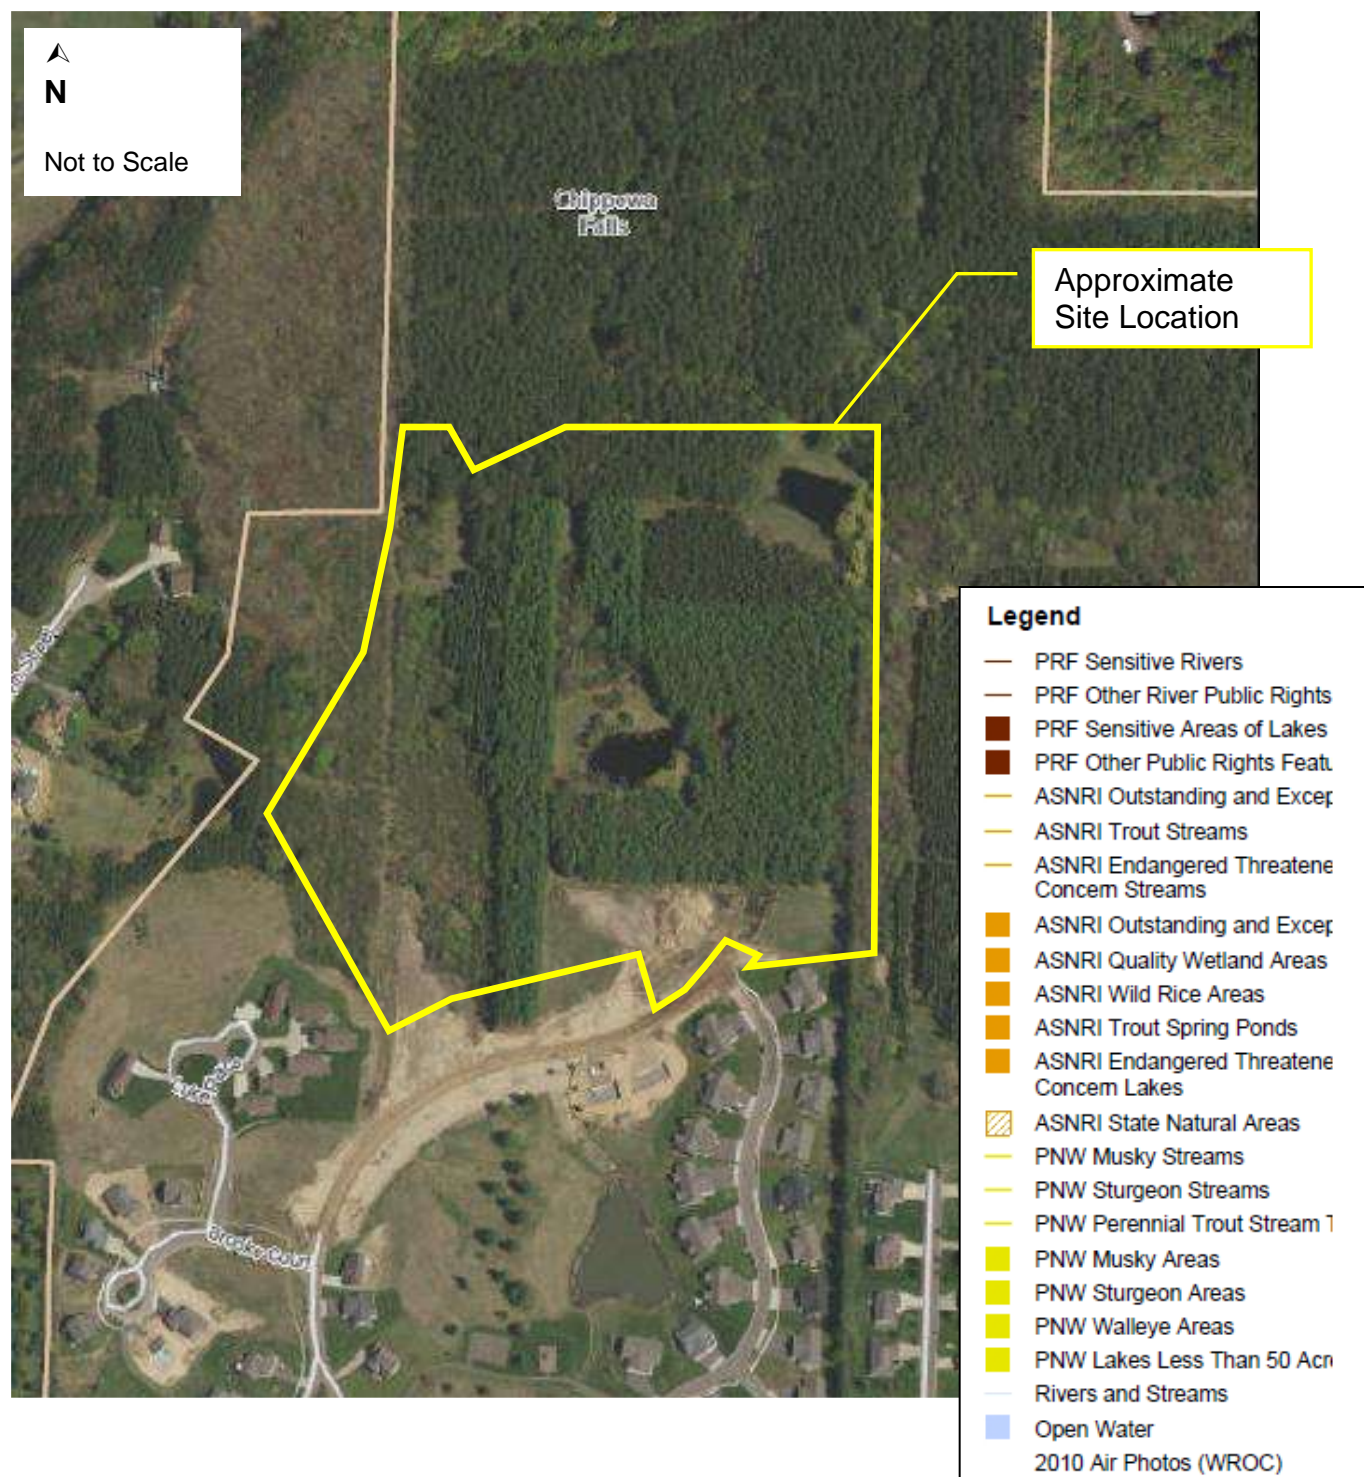 N
Not to Scale
Chippewa
Falls
Approximate
Site Location
Street
Lake
Brooky Court
Legend
PRF Sensitive Rivers
PRF Other River Public Rights
PRF Sensitive Areas of Lakes
PRF Other Public Rights Featu
ASNRI Outstanding and Excep
ASNRI Trout Streams
ASNRI Endangered Threatene
Concern Streams
ASNRI Outstanding and Excep
ASNRI Quality Wetland Areas
ASNRI Wild Rice Areas
ASNRI Trout Spring Ponds
ASNRI Endangered Threatene
Concern Lakes
ASNRI State Natural Areas
PNW Musky Streams
PNW Sturgeon Streams
PNW Perennial Trout Stream T
PNW Musky Areas
PNW Sturgeon Areas
PNW Walleye Areas
PNW Lakes Less Than 50 Acre
Rivers and Streams
Open Water
2010 Air Photos (WROC)